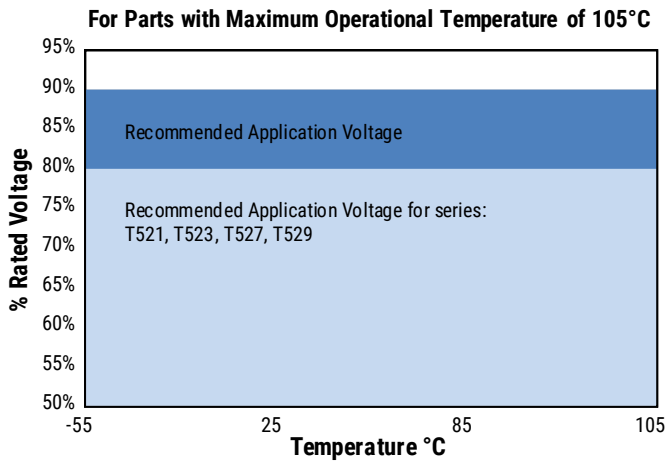 For Parts with Maximum Operational Temperature of 105°C
95%
90%
85%
80%
75%
70%
65%
60%
55%
50%
% Rated Voltage
Recommended Application Voltage
Recommended Application Voltage for series:
T521, T523, T527, T529
-55 25 85 105
Temperature °C